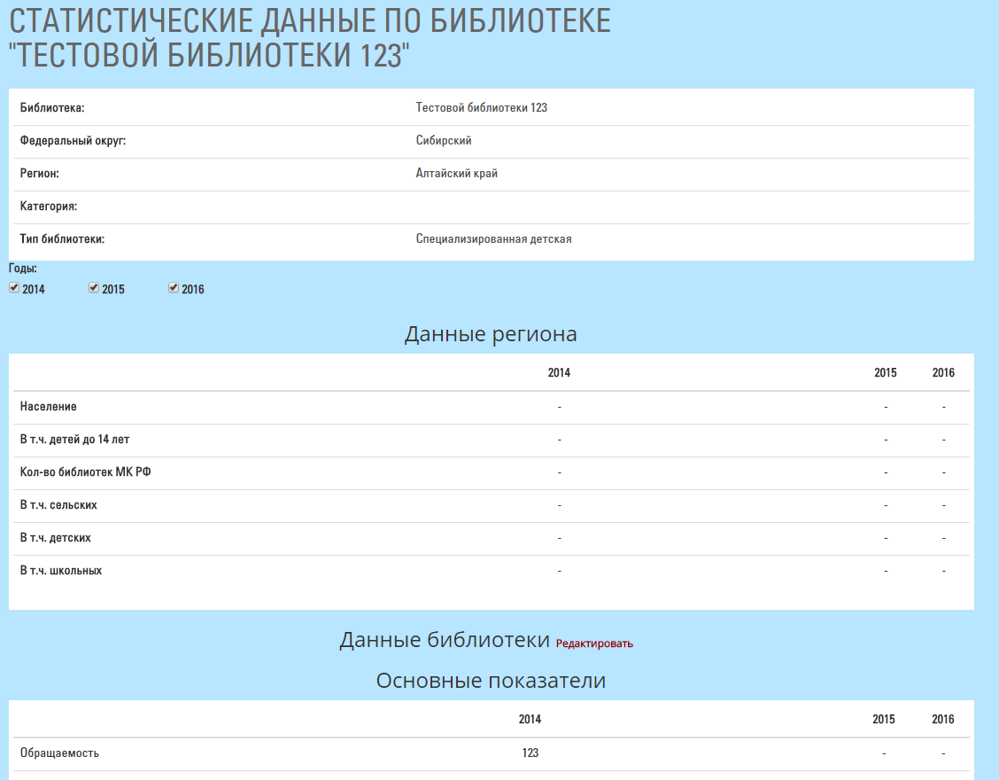 СТАТИСТИЧЕСКИЕ ДАННЫЕ ПО БИБЛИОТЕКЕ
"ТЕСТОВОЙ БИБЛИОТЕКИ 123"
Библиотека: Тестовой библиотеки 123
Федеральный округ: Сибирский
Регион: Алтайский край
Категория:
Тип библиотеки: Специализированная детская
Годы:
2014 2015 2016
Данные региона
2014 2015 2016
Население - - -
В т.ч. детей до 14 лет - - -
Кол-во библиотек МК РФ - - -
В т.ч. сельских - - -
В т.ч. детских - - -
В т.ч. школьных - - -
Данные библиотеки Редактировать
Основные показатели
2014 2015 2016
Обращаемость 123 - -